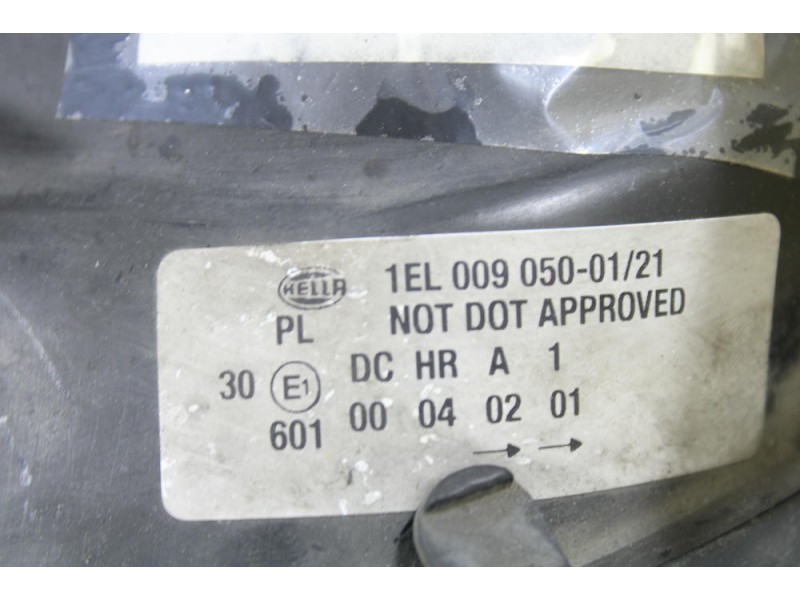 HELLA 1EL 009 050-01/21
PL NOT DOT APPROVED
30 E1 DC HR A 1
601 00 04 02 01
→ →